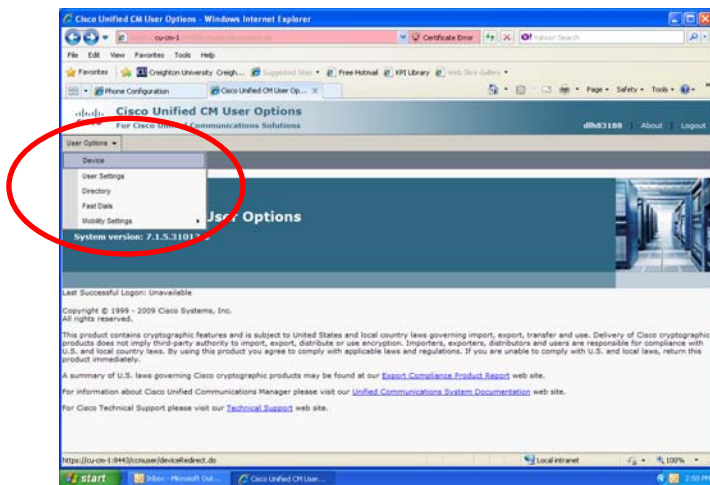 Cisco Unified CM User Options - Windows Internet Explorer
cu-cm-1
Certificate Error
Yahoo! Search
File Edit View Favorites Tools Help
Favorites Creighton University Creigh... Suggested Sites Free Hotmail KPI Library Web Slice Gallery
Phone Configuration Cisco Unified CM User Op... X Page Safety Tools
cisco Cisco Unified CM User Options
For Cisco Unified Communications Solutions dlh83188 About Logout
User Options
Device
User Settings
Directory
Fast Dials
Mobility Settings
User Options
System version: 7.1.5.31017
Last Successful Logon: Unavailable
Copyright © 1999 - 2009 Cisco Systems, Inc.
All rights reserved.
This product contains cryptographic features and is subject to United States and local country laws governing import, export, transfer and use. Delivery of Cisco cryptographic
products does not imply third-party authority to import, export, distribute or use encryption. Importers, exporters, distributors and users are responsible for compliance with
U.S. and local country laws. By using this product you agree to comply with applicable laws and regulations. If you are unable to comply with U.S. and local laws, return this
product immediately.
A summary of U.S. laws governing Cisco cryptographic products may be found at our Export Compliance Product Report web site.
For information about Cisco Unified Communications Manager please visit our Unified Communications System Documentation web site.
For Cisco Technical Support please visit our Technical Support web site.
https://cu-cm-1:8443/ccmuser/deviceRedirect.do Local intranet 100%
start Inbox - Microsoft Out... Cisco Unified CM User... 2:50 PM